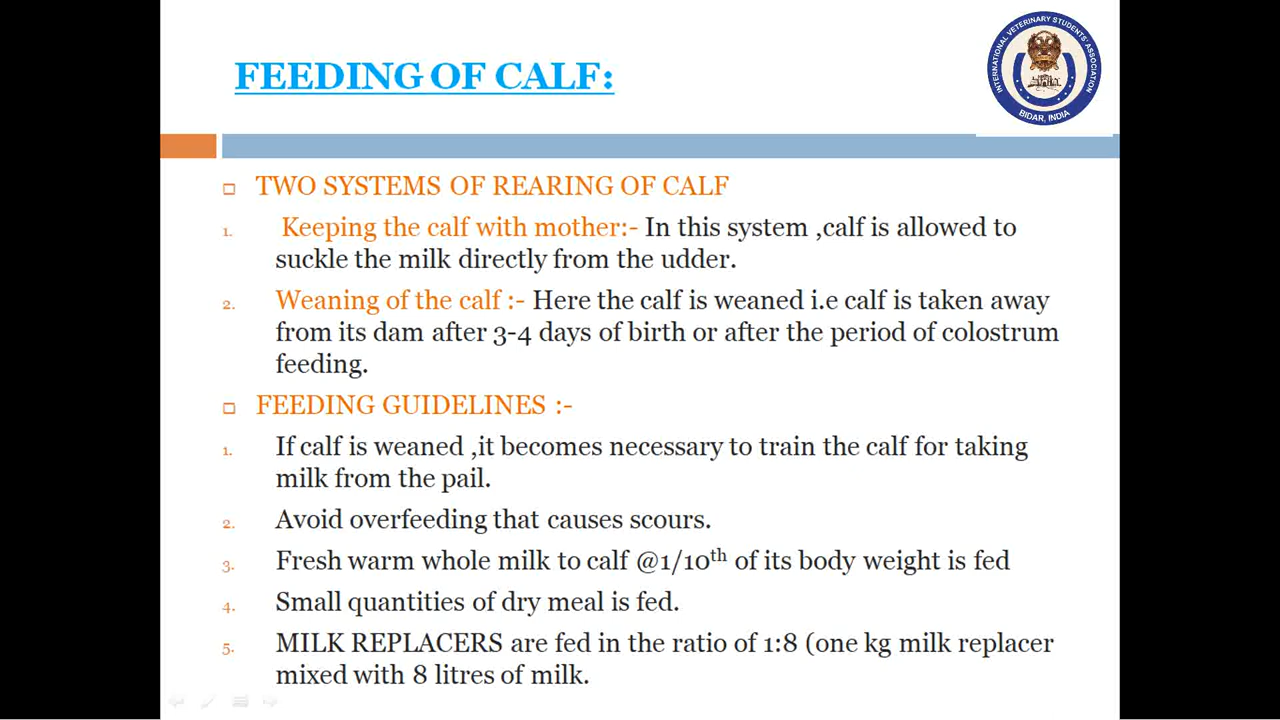 FEEDING OF CALF:
INTERNATIONAL VETERINARY STUDENTS' ASSOCIATION
BIDAR, INDIA
TWO SYSTEMS OF REARING OF CALF
1. Keeping the calf with mother:- In this system ,calf is allowed to
suckle the milk directly from the udder.
2. Weaning of the calf :- Here the calf is weaned i.e calf is taken away
from its dam after 3-4 days of birth or after the period of colostrum
feeding.
FEEDING GUIDELINES :-
1. If calf is weaned ,it becomes necessary to train the calf for taking
milk from the pail.
2. Avoid overfeeding that causes scours.
3. Fresh warm whole milk to calf @1/10th of its body weight is fed
4. Small quantities of dry meal is fed.
5. MILK REPLACERS are fed in the ratio of 1:8 (one kg milk replacer
mixed with 8 litres of milk.